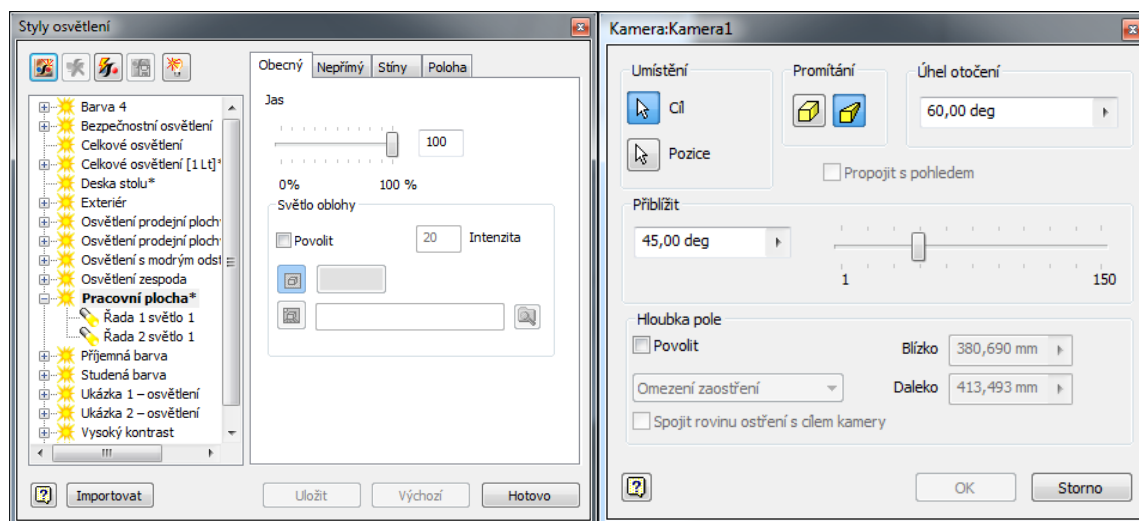 Styly osvětlení
Obecný Nepřímý Stíny Poloha
Barva 4
Bezpečnostní osvětlení
Celkové osvětlení
Celkové osvětlení [1 Lt]*
Deska stolu*
Exteriér
Osvětlení prodejní ploch
Osvětlení prodejní ploch
Osvětlení s modrým odst
Osvětlení zespoda
Pracovní plocha*
Řada 1 světlo 1
Řada 2 světlo 1
Příjemná barva
Studená barva
Ukázka 1 – osvětlení
Ukázka 2 – osvětlení
Vysoký kontrast
Jas
100
0% 100 %
Světlo oblohy
Povolit 20 Intenzita
Importovat Uložit Výchozí Hotovo
Kamera:Kamera1
Umístění Promítání Úhel otočení
Cíl 60,00 deg
Pozice
Propojit s pohledem
Přiblížit
45,00 deg
1 150
Hloubka pole
Povolit Blízko 380,690 mm
Omezení zaostření Daleko 413,493 mm
Spojit rovinu ostření s cílem kamery
OK Storno